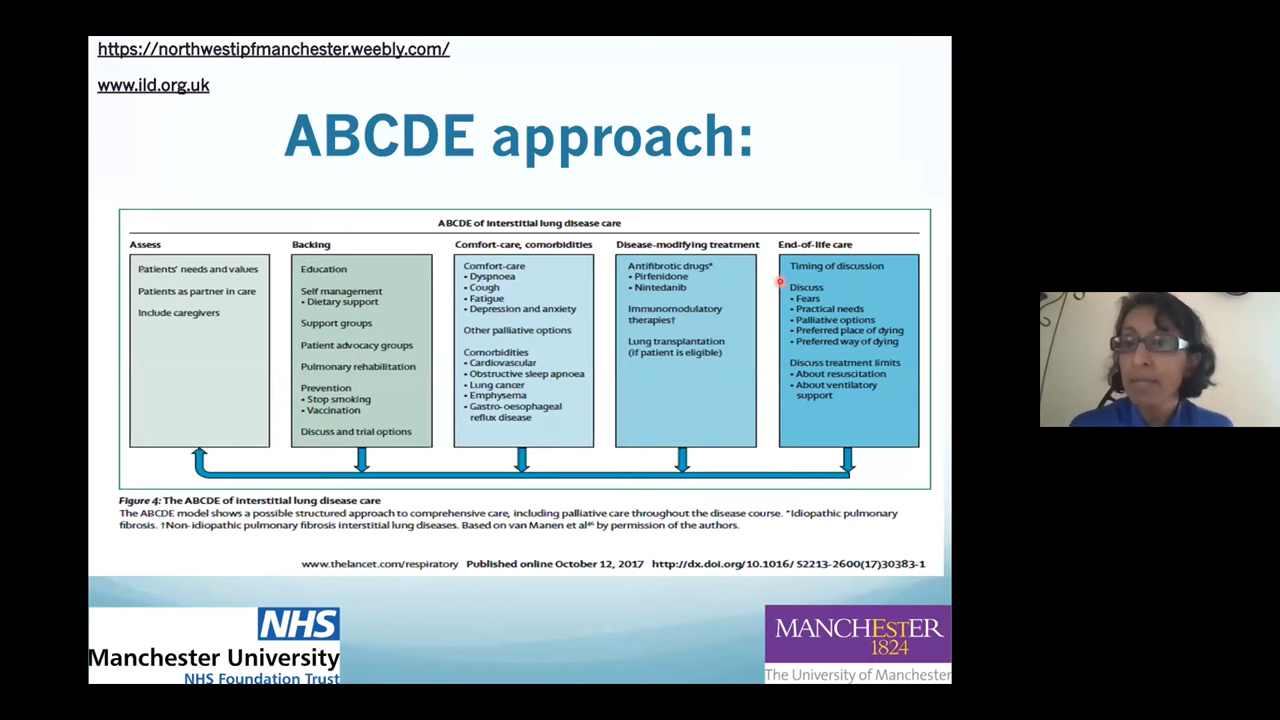 https://northwestipfmanchester.weebly.com/
www.ild.org.uk
ABCDE approach:
ABCDE of interstitial lung disease care
Assess
Patients' needs and values
Patients as partner in care
Include caregivers
Backing
Education
Self management
• Dietary support
Support groups
Patient advocacy groups
Pulmonary rehabilitation
Prevention
• Stop smoking
• Vaccination
Discuss and trial options
Comfort-care, comorbidities
Comfort-care
• Dyspnoea
• Cough
• Fatigue
• Depression and anxiety
Other palliative options
Comorbidities
• Cardiovascular
• Obstructive sleep apnoea
• Lung cancer
• Emphysema
• Gastro-oesophageal
reflux disease
Disease-modifying treatment
Antifibrotic drugs*
• Pirfenidone
• Nintedanib
Immunomodulatory
therapies†
Lung transplantation
(if patient is eligible)
End-of-life care
Timing of discussion
Discuss
• Fears
• Practical needs
• Palliative options
• Preferred place of dying
• Preferred way of dying
Discuss treatment limits
• About resuscitation
• About ventilatory
support
Figure 4: The ABCDE of interstitial lung disease care
The ABCDE model shows a possible structured approach to comprehensive care, including palliative care throughout the disease course. *Idiopathic pulmonary
fibrosis. †Non-idiopathic pulmonary fibrosis interstitial lung diseases. Based on van Manen et al⁴⁶ by permission of the authors.
www.thelancet.com/respiratory Published online October 12, 2017 http://dx.doi.org/10.1016/ S2213-2600(17)30383-1
NHS
Manchester University
NHS Foundation Trust
MANCHESTER
1824
The University of Manchester